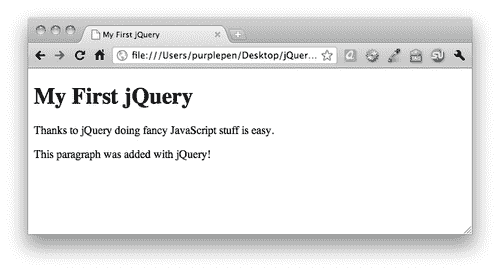 My First jQuery
file:///Users/purplepen/Desktop/jQuer...
My First jQuery
Thanks to jQuery doing fancy JavaScript stuff is easy.
This paragraph was added with jQuery!